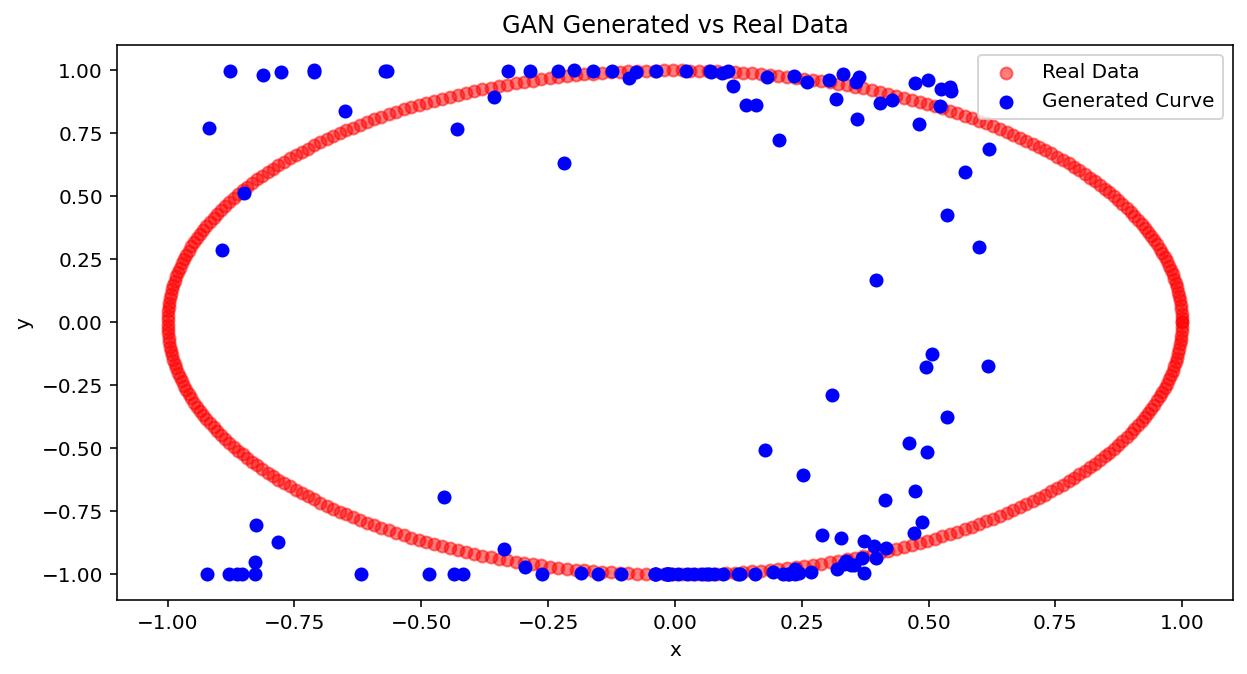 GAN Generated vs Real Data
Real Data
Generated Curve
1.00
0.75
0.50
0.25
0.00
−0.25
−0.50
−0.75
−1.00
y
−1.00 −0.75 −0.50 −0.25 0.00 0.25 0.50 0.75 1.00
x